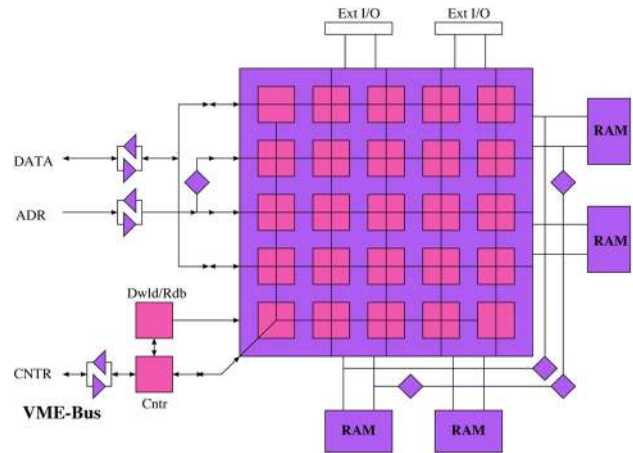 Ext I/O
Ext I/O
RAM
DATA
ADR
RAM
Dwld/Rdb
CNTR
Cntr
VME-Bus
RAM
RAM